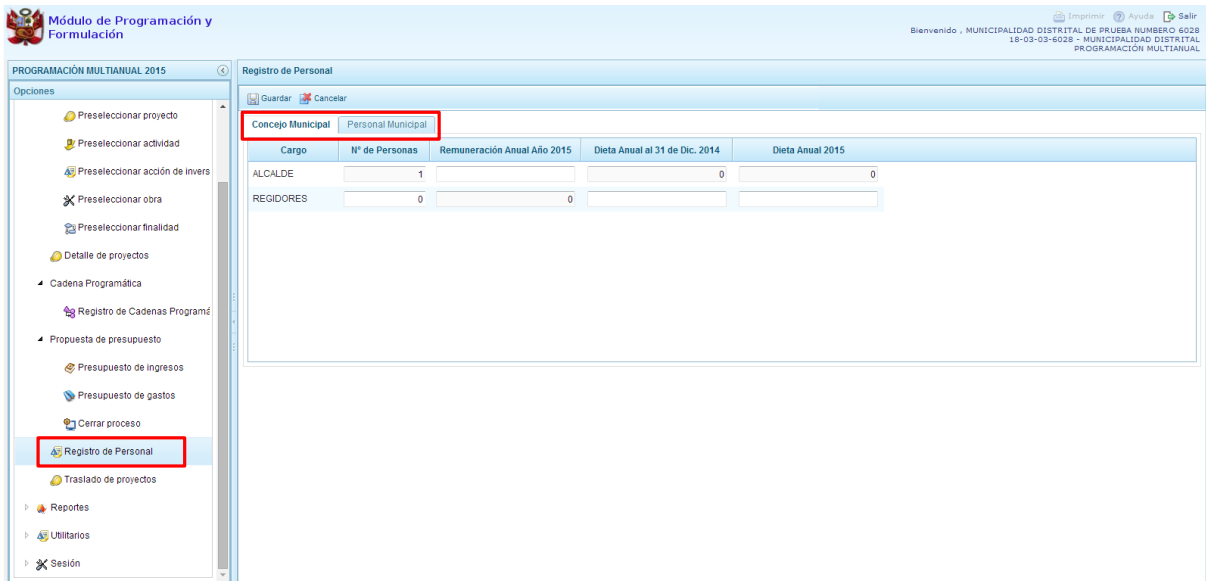 Módulo de Programación y
Formulación
Imprimir Ayuda Salir
Bienvenido , MUNICIPALIDAD DISTRITAL DE PRUEBA NUMBERO 6028
18-03-03-6028 - MUNICIPALIDAD DISTRITAL
PROGRAMACIÓN MULTIANUAL
PROGRAMACIÓN MULTIANUAL 2015
Opciones
Preseleccionar proyecto
Preseleccionar actividad
Preseleccionar acción de invers
Preseleccionar obra
Preseleccionar finalidad
Detalle de proyectos
Cadena Programática
Registro de Cadenas Programá
Propuesta de presupuesto
Presupuesto de ingresos
Presupuesto de gastos
Cerrar proceso
Registro de Personal
Traslado de proyectos
Reportes
Utilitarios
Sesión
Registro de Personal
Guardar Cancelar
Concejo Municipal Personal Municipal
Cargo N° de Personas Remuneración Anual Año 2015 Dieta Anual al 31 de Dic. 2014 Dieta Anual 2015
ALCALDE 1 0 0
REGIDORES 0 0